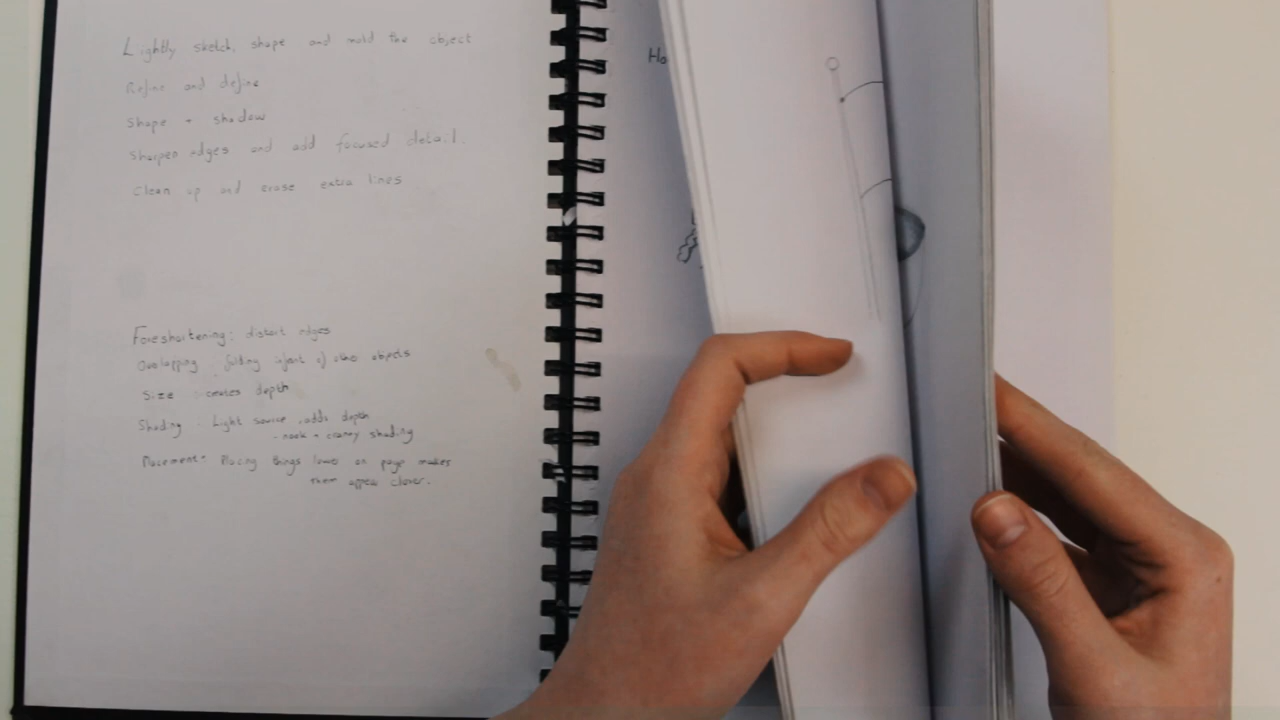 Lightly sketch, shape and mold the object
Refine and define
Shape + shadow
Sharpen edges and add focused detail.
Clean up and erase extra lines
Foreshortening: distort edges
Overlapping folding infront of other objects
Size creates depth
Shading - Light source adds depth
- nook + cranny shading
Placement - Placing things lower on page makes
them appear closer.
Ho